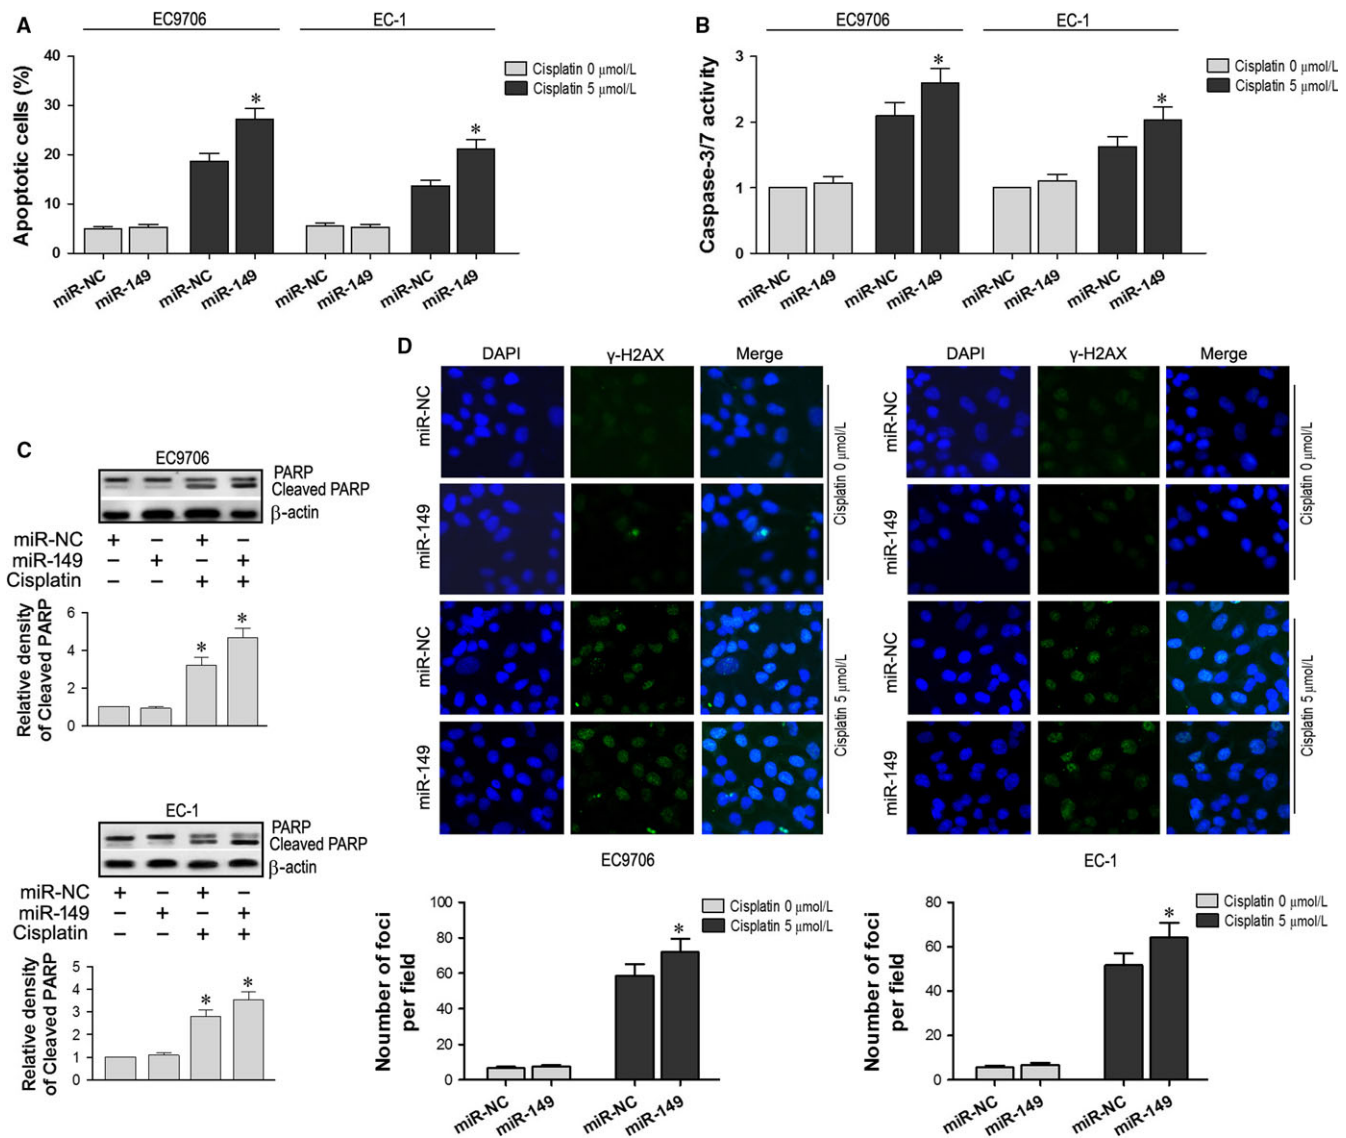 A
EC9706
EC-1
Apoptotic cells (%)
40
30
20
10
0
Cisplatin 0 μmol/L
Cisplatin 5 μmol/L
miR-NC
miR-149
miR-NC
miR-149
miR-NC
miR-149
miR-NC
miR-149
B
EC9706
EC-1
Caspase-3/7 activity
3
2
1
0
Cisplatin 0 μmol/L
Cisplatin 5 μmol/L
miR-NC
miR-149
miR-NC
miR-149
miR-NC
miR-149
miR-NC
miR-149
*
*
*
*
C
EC9706
PARP
Cleaved PARP
β-actin
miR-NC + − + −
miR-149 − + − +
Cisplatin − − + +
Relative density
of Cleaved PARP
6
4
2
0
*
*
EC-1
PARP
Cleaved PARP
β-actin
miR-NC + − + −
miR-149 − + − +
Cisplatin − − + +
Relative density
of Cleaved PARP
5
4
3
2
1
0
*
*
D
DAPI γ-H2AX Merge
miR-NC
miR-149
miR-NC
miR-149
Cisplatin 0 μmol/L
Cisplatin 5 μmol/L
DAPI γ-H2AX Merge
miR-NC
miR-149
miR-NC
miR-149
Cisplatin 0 μmol/L
Cisplatin 5 μmol/L
EC9706
Noumber of foci
per field
100
80
60
40
20
0
*
Cisplatin 0 μmol/L
Cisplatin 5 μmol/L
miR-NC
miR-149
miR-NC
miR-149
EC-1
Noumber of foci
per field
80
60
40
20
0
*
Cisplatin 0 μmol/L
Cisplatin 5 μmol/L
miR-NC
miR-149
miR-NC
miR-149